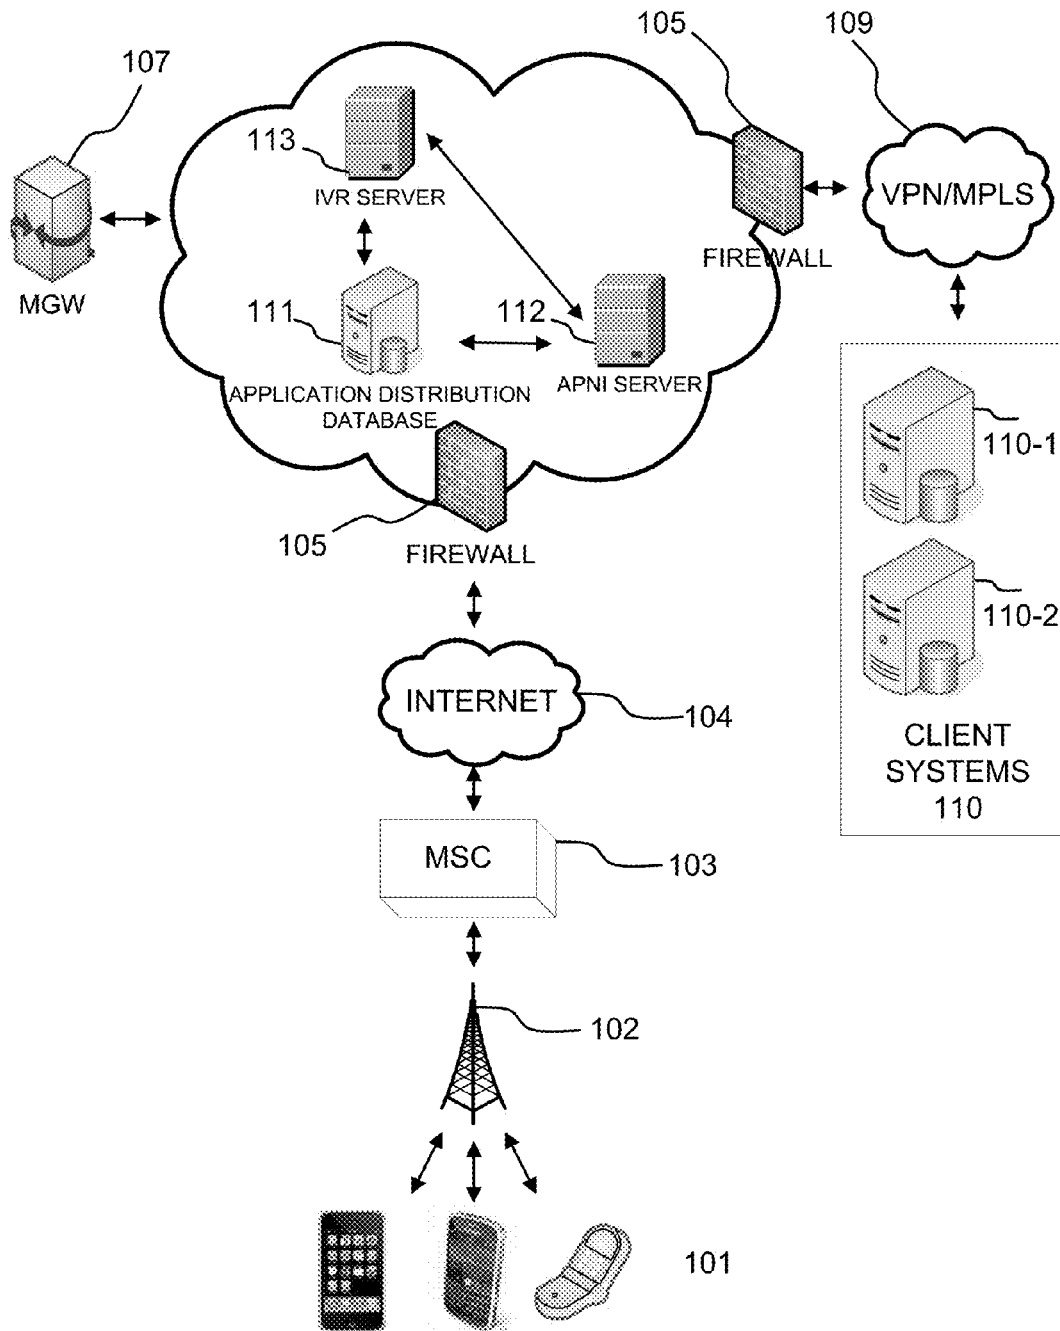 105
109
107
113
IVR SERVER
VPN/MPLS
FIREWALL
MGW
111
112
APPLICATION DISTRIBUTION
DATABASE
APNI SERVER
110-1
105
FIREWALL
110-2
INTERNET
104
CLIENT
SYSTEMS
110
MSC
103
102
101